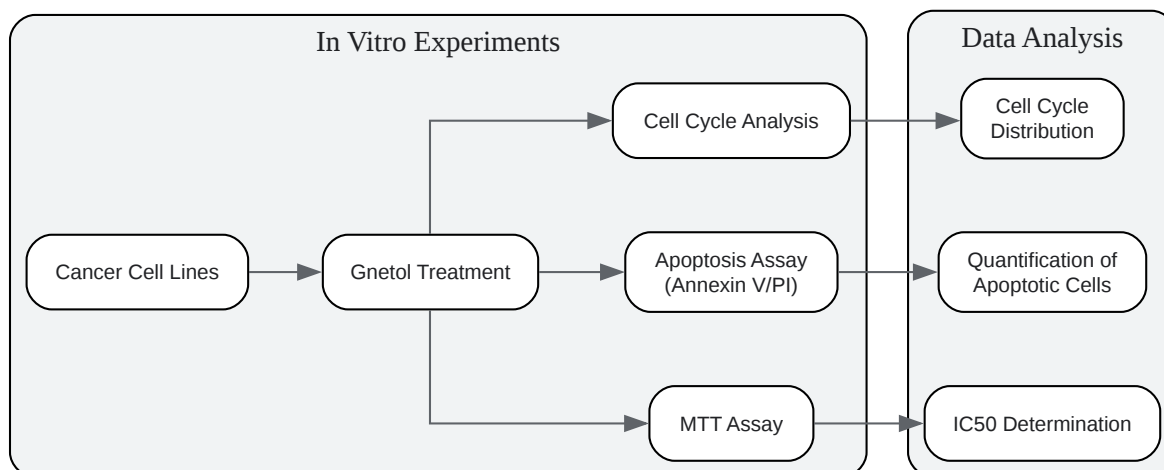 In Vitro Experiments
Data Analysis
Cell Cycle Analysis
Cell Cycle
Distribution
Cancer Cell Lines
Gnetol Treatment
Apoptosis Assay
(Annexin V/PI)
Quantification of
Apoptotic Cells
MTT Assay
IC50 Determination